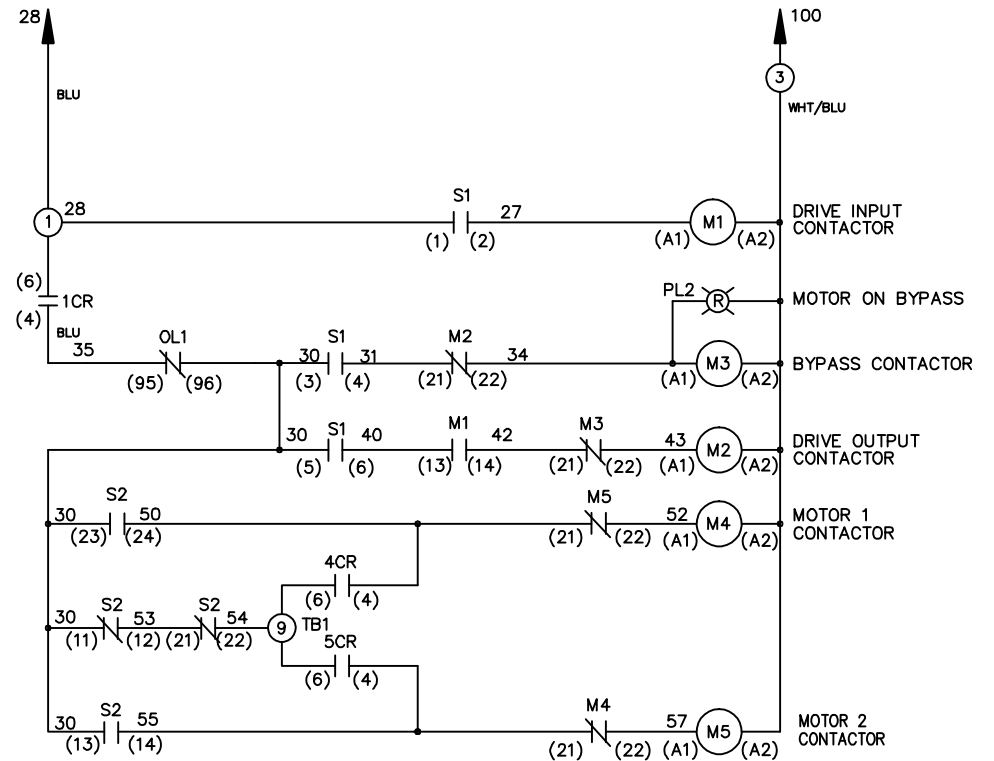 28
100
3
BLU
WHT/BLU
S1
1
28
27
M1
(1)
(2)
(A1)
(A2)
DRIVE INPUT
CONTACTOR
(6)
1CR
(4)
PL2
R
MOTOR ON BYPASS
BLU
35
OL1
(95)
(96)
30
S1
31
(3)
(4)
M2
(21)
(22)
34
M3
(A1)
(A2)
BYPASS CONTACTOR
30
S1
40
(5)
(6)
M1
(13)
(14)
42
M3
(21)
(22)
43
M2
(A1)
(A2)
DRIVE OUTPUT
CONTACTOR
30
S2
50
(23)
(24)
M5
(21)
(22)
52
M4
(A1)
(A2)
MOTOR 1
CONTACTOR
4CR
(6)
(4)
30
S2
53
S2
54
(11)
(12)
(21)
(22)
9
TB1
5CR
(6)
(4)
30
S2
55
(13)
(14)
M4
(21)
(22)
57
M5
(A1)
(A2)
MOTOR 2
CONTACTOR